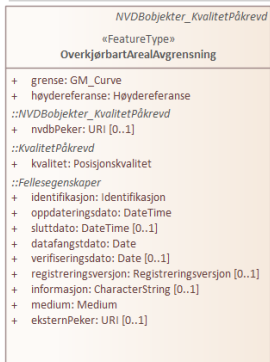 NVDBobjekter_KvalitetPåkrevd
«FeatureType»
OverkjørbartArealAvgrensning
+ grense: GM_Curve
+ høydereferanse: Høydereferanse
::NVDBobjekter_KvalitetPåkrevd
+ nvdbPeker: URI [0..1]
::KvalitetPåkrevd
+ kvalitet: Posisjonskvalitet
::Fellesegenskaper
+ identifikasjon: Identifikasjon
+ oppdateringsdato: DateTime
+ sluttdato: DateTime [0..1]
+ datafangstdato: Date
+ verifiseringsdato: Date [0..1]
+ registreringsversjon: Registreringsversjon [0..1]
+ informasjon: CharacterString [0..1]
+ medium: Medium
+ eksternPeker: URI [0..1]